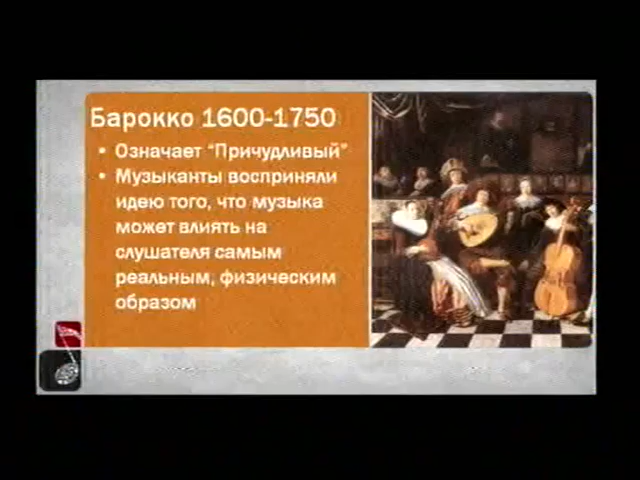 Барокко 1600-1750
• Означает “Причудливый”
• Музыканты восприняли
идею того, что музыка
может влиять на
слушателя самым
реальным, физическим
образом